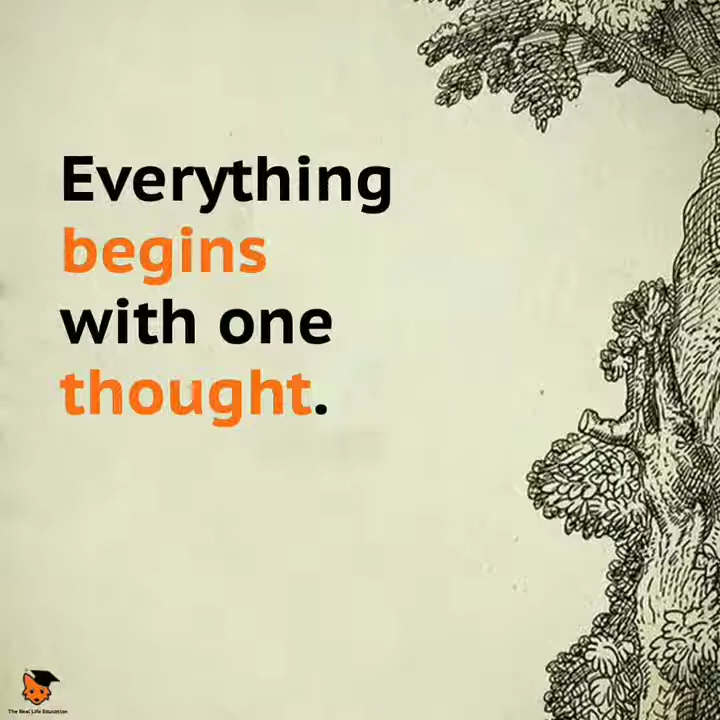 Everything
begins
with one
thought.
The Real Life Education